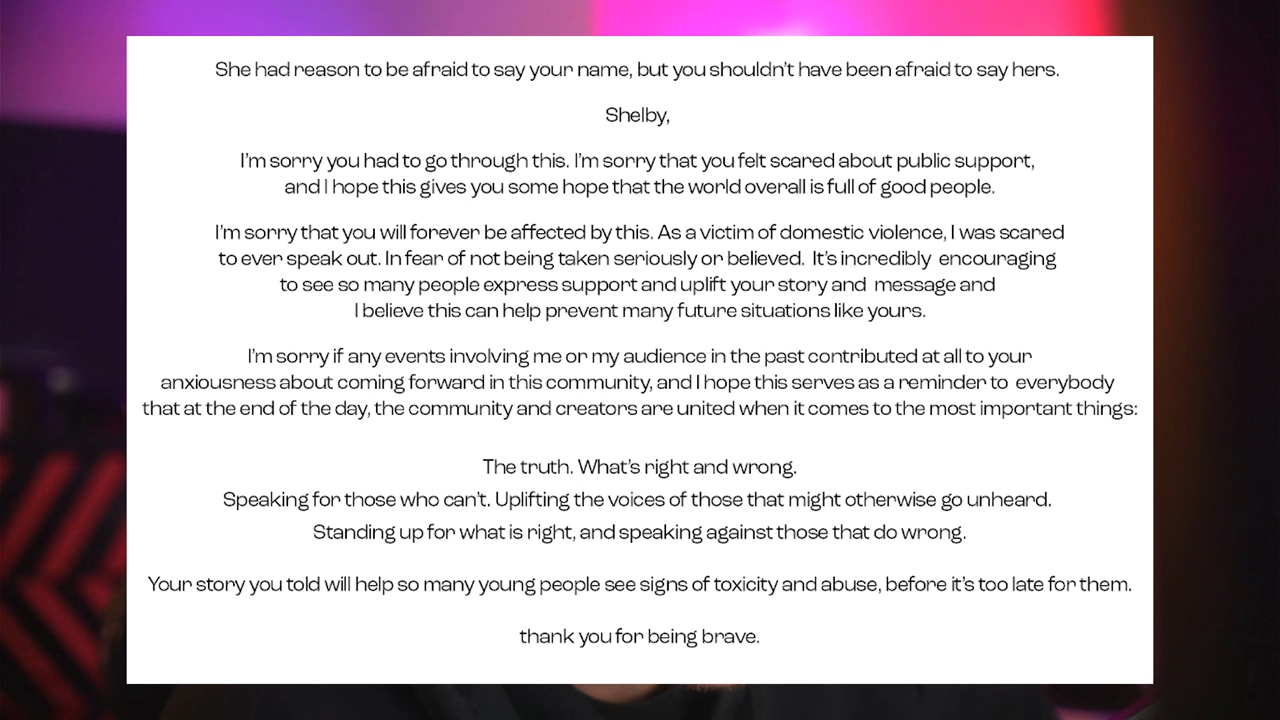 She had reason to be afraid to say your name, but you shouldn't have been afraid to say hers.
Shelby,
I'm sorry you had to go through this. I'm sorry that you felt scared about public support,
and I hope this gives you some hope that the world overall is full of good people.
I'm sorry that you will forever be affected by this. As a victim of domestic violence, I was scared
to ever speak out. In fear of not being taken seriously or believed. It's incredibly encouraging
to see so many people express support and uplift your story and message and
I believe this can help prevent many future situations like yours.
I'm sorry if any events involving me or my audience in the past contributed at all to your
anxiousness about coming forward in this community, and I hope this serves as a reminder to everybody
that at the end of the day, the community and creators are united when it comes to the most important things:
The truth. What's right and wrong.
Speaking for those who can't. Uplifting the voices of those that might otherwise go unheard.
Standing up for what is right, and speaking against those that do wrong.
Your story you told will help so many young people see signs of toxicity and abuse, before it's too late for them.
thank you for being brave.